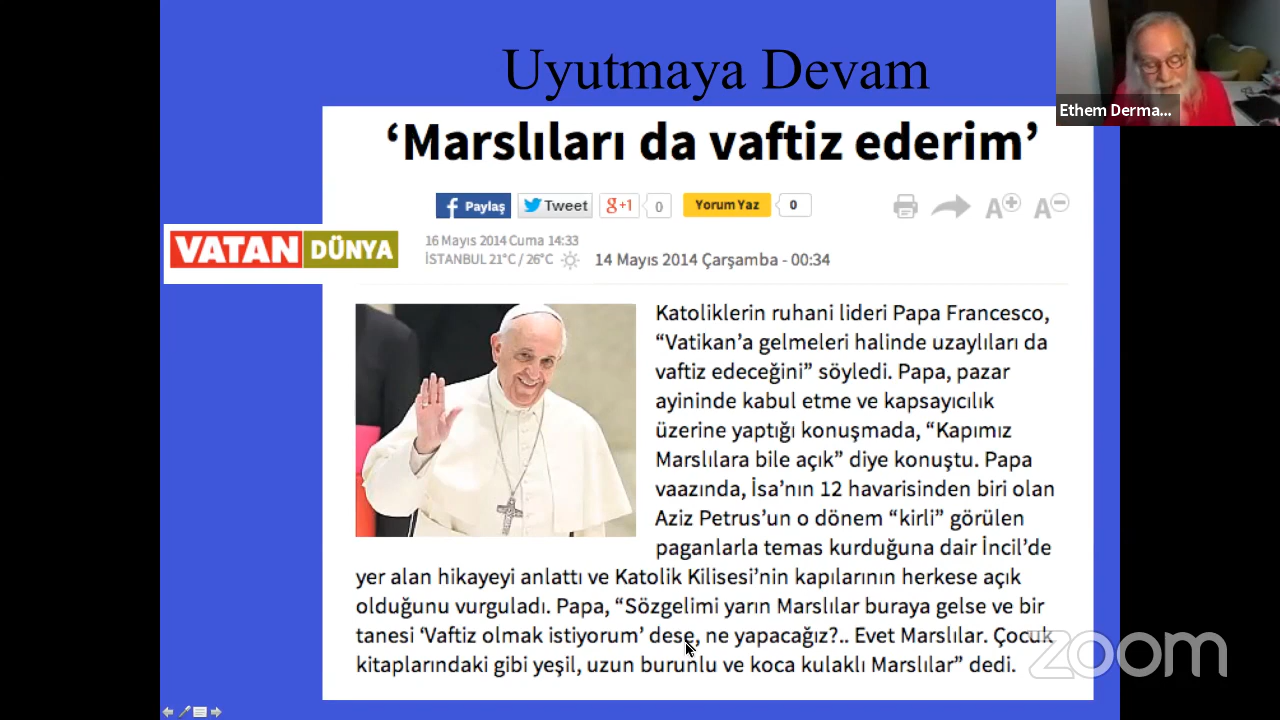 Uyutmaya Devam
Ethem Derma...
‘Marslıları da vaftiz ederim’
Paylaş Tweet g+1 0 Yorum Yaz 0 A+ A-
VATAN DÜNYA
16 Mayıs 2014 Cuma 14:33
İSTANBUL 21°C / 26°C
14 Mayıs 2014 Çarşamba - 00:34
Katoliklerin ruhani lideri Papa Francesco,
“Vatikan’a gelmeleri halinde uzaylıları da
vaftiz edeceğini” söyledi. Papa, pazar
ayininde kabul etme ve kapsayıcılık
üzerine yaptığı konuşmada, “Kapımız
Marslılara bile açık” diye konuştu. Papa
vaazında, İsa’nın 12 havarisinden biri olan
Aziz Petrus’un o dönem “kirli” görülen
paganlarla temas kurduğuna dair İncil’de
yer alan hikayeyi anlattı ve Katolik Kilisesi’nin kapılarının herkese açık
olduğunu vurguladı. Papa, “Sözgelimi yarın Marslılar buraya gelse ve bir
tanesi ‘Vaftiz olmak istiyorum’ dese, ne yapacağız?.. Evet Marslılar. Çocuk
kitaplarındaki gibi yeşil, uzun burunlu ve koca kulaklı Marslılar” dedi.
zoom